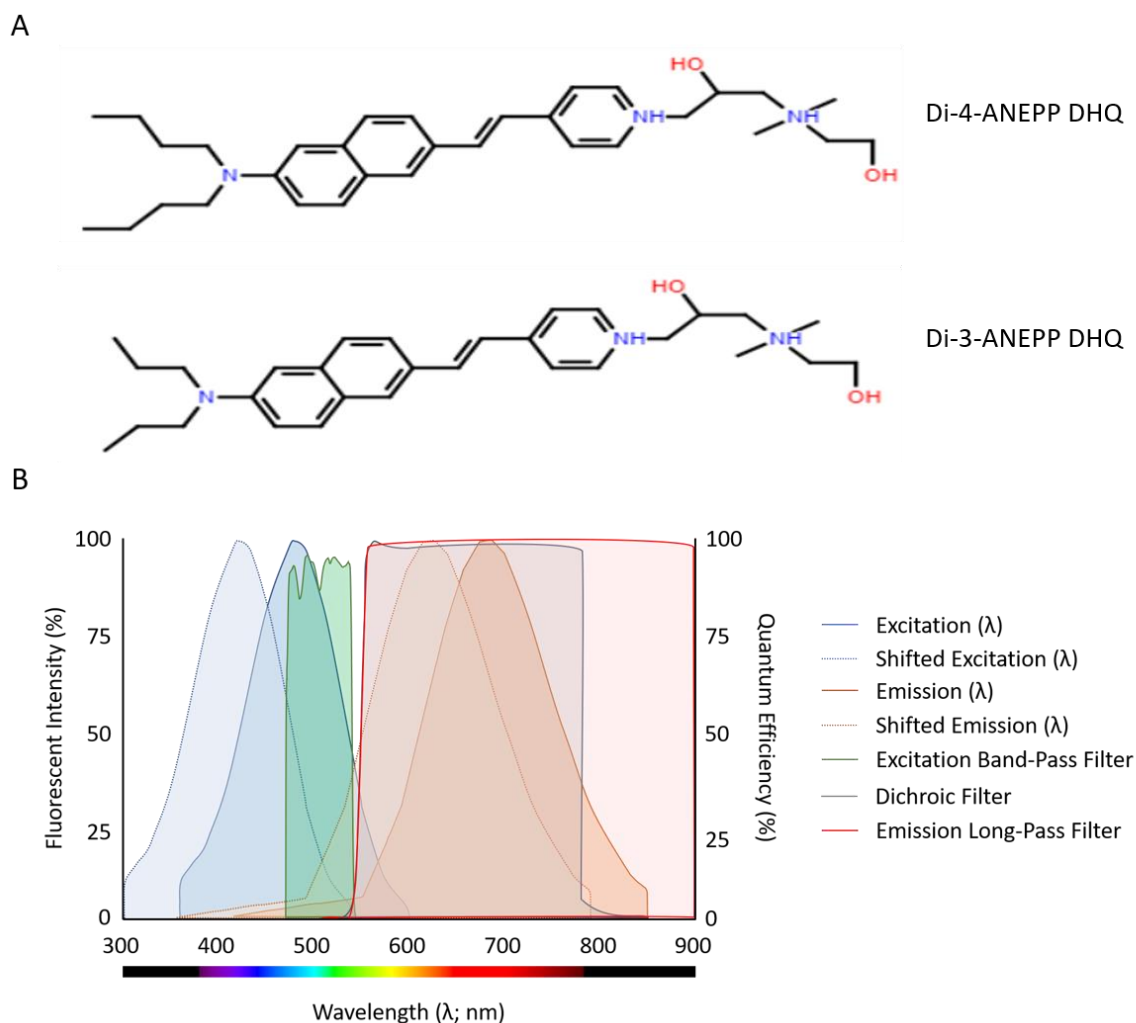 A
HO
NH
NH
Di-4-ANEPP DHQ
N
OH
HO
NH
NH
Di-3-ANEPP DHQ
N
OH
B
Fluorescent Intensity (%)
100
75
50
25
0
100
75
50
25
0
Quantum Efficiency (%)
300 400 500 600 700 800 900
Wavelength (λ; nm)
Excitation (λ)
Shifted Excitation (λ)
Emission (λ)
Shifted Emission (λ)
Excitation Band-Pass Filter
Dichroic Filter
Emission Long-Pass Filter